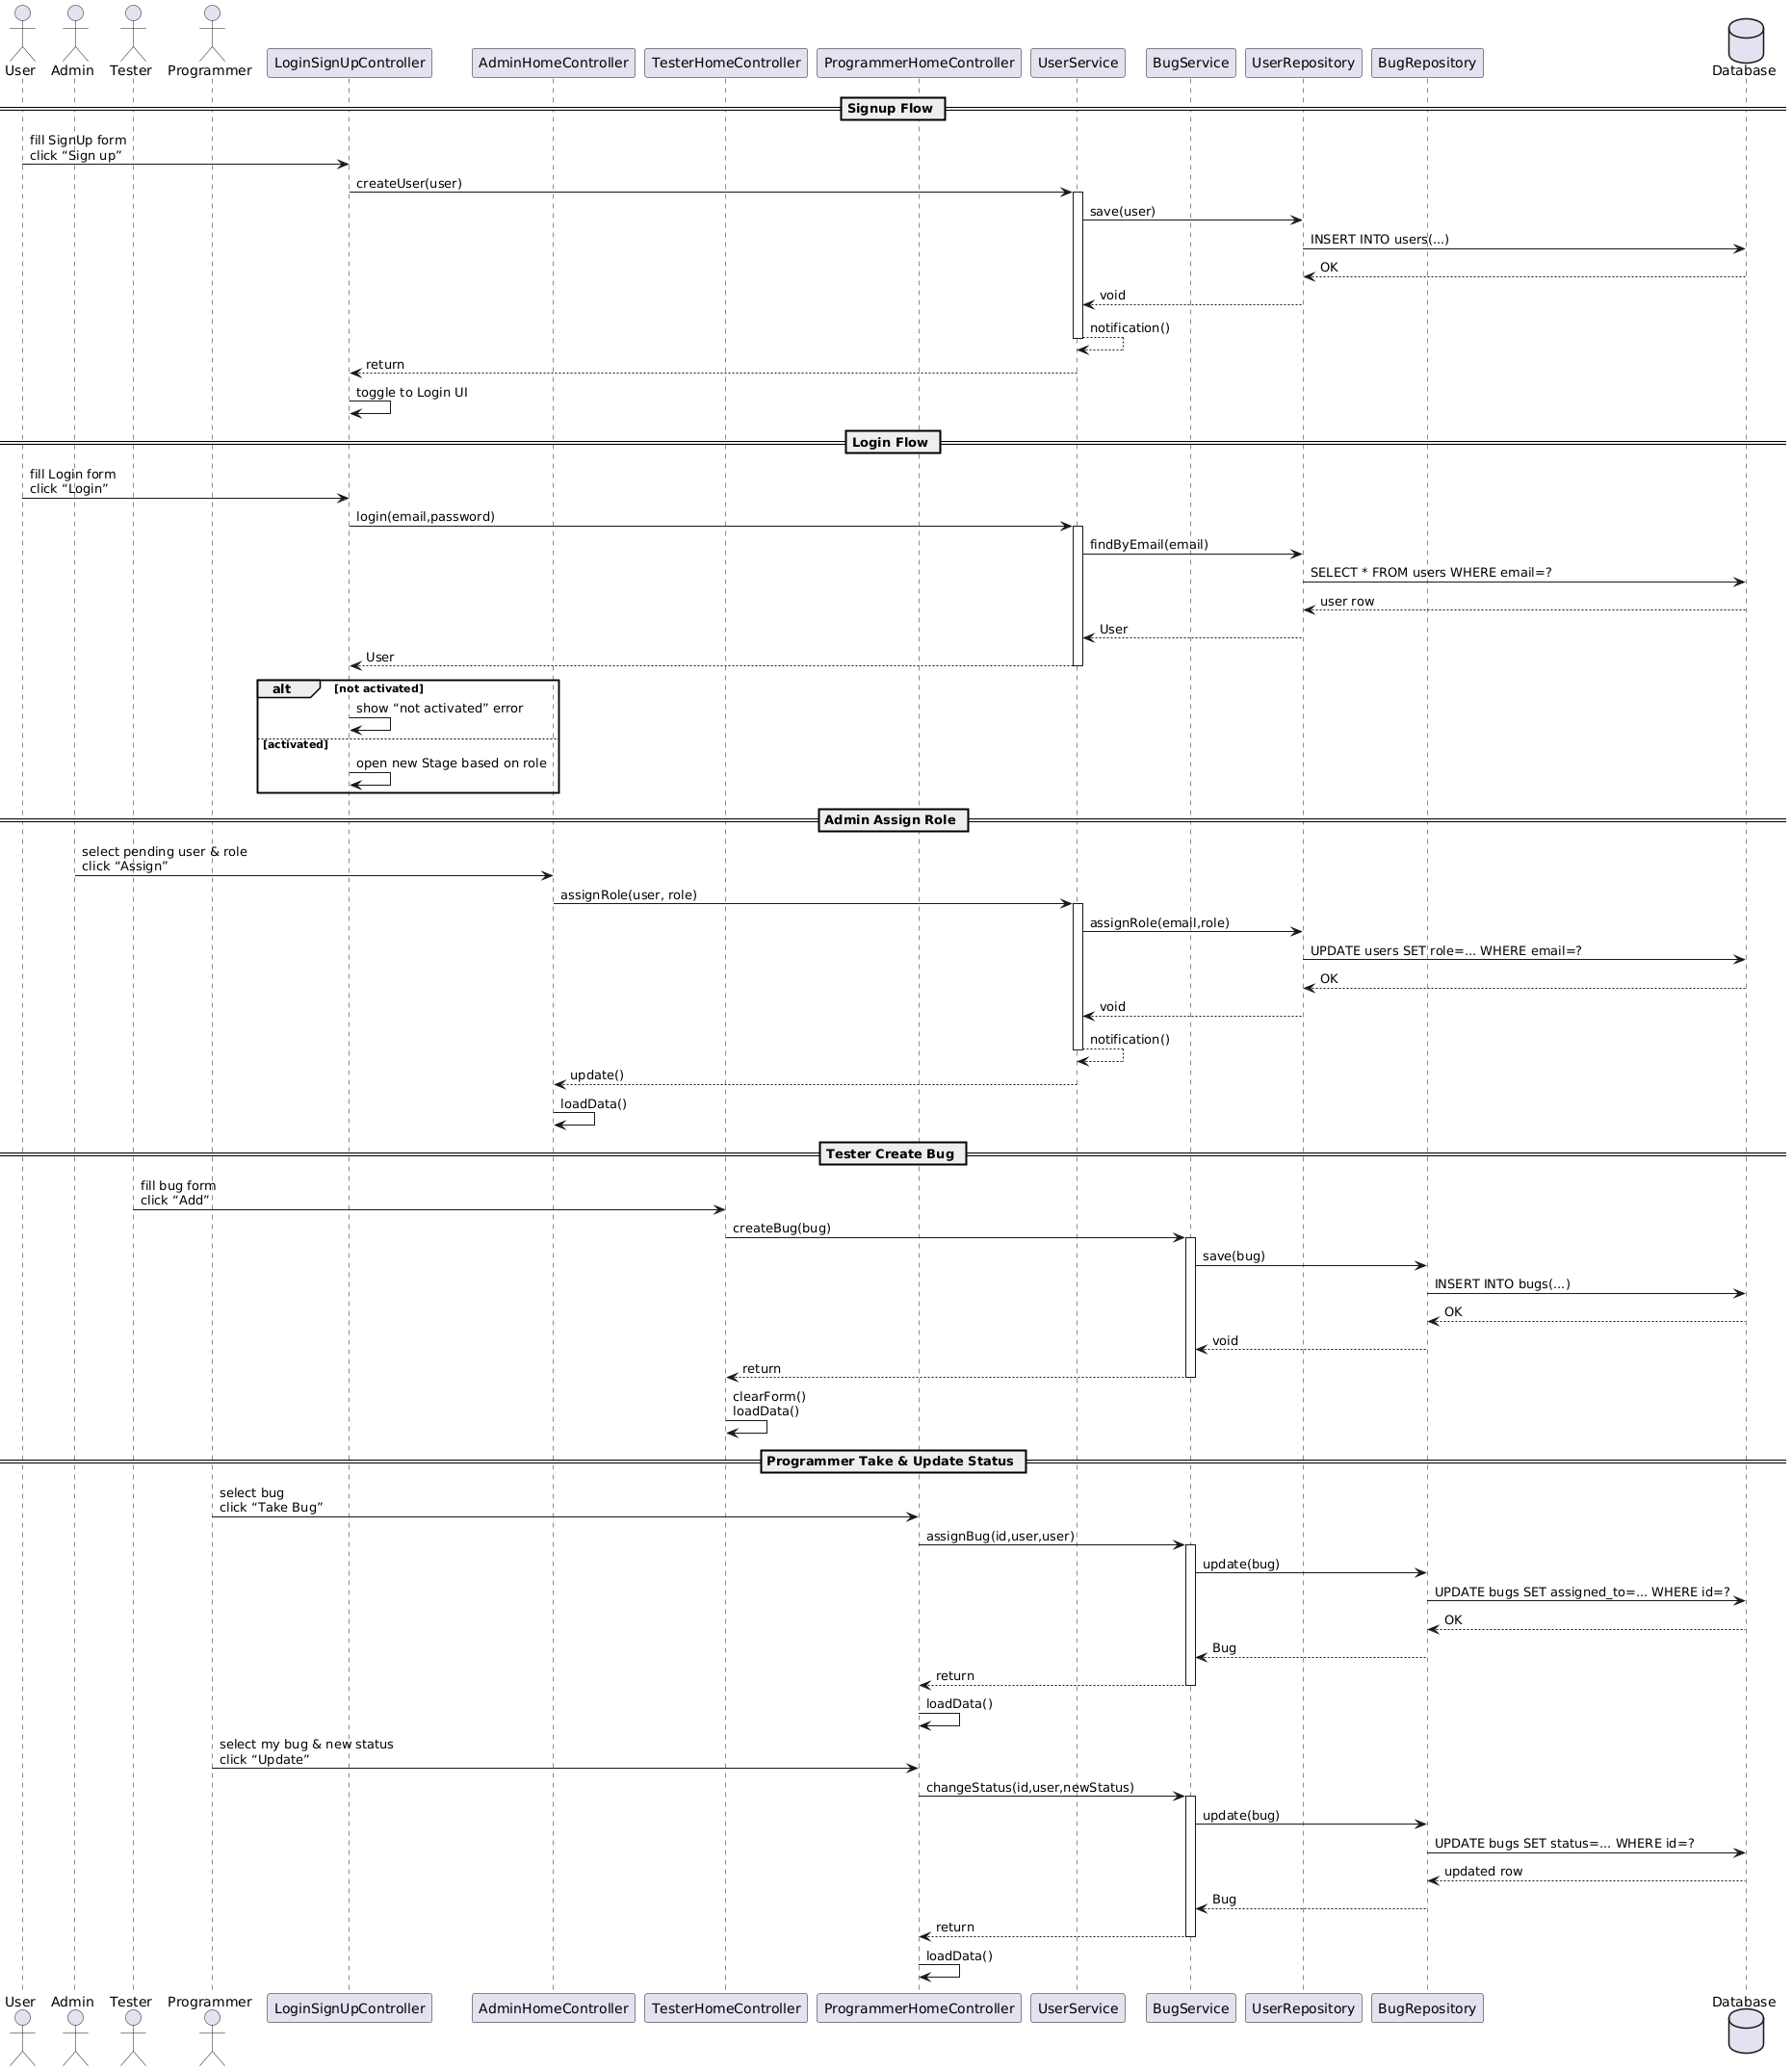 User
Admin
Tester
Programmer
LoginSignUpController
AdminHomeController
TesterHomeController
ProgrammerHomeController
UserService
BugService
UserRepository
BugRepository
Database
Signup Flow
fill SignUp form
click “Sign up”
createUser(user)
save(user)
INSERT INTO users(...)
OK
void
notification()
return
toggle to Login UI
Login Flow
fill Login form
click “Login”
login(email,password)
findByEmail(email)
SELECT * FROM users WHERE email=?
user row
User
User
alt
[not activated]
show “not activated” error
[activated]
open new Stage based on role
Admin Assign Role
select pending user & role
click “Assign”
assignRole(user, role)
assignRole(email,role)
UPDATE users SET role=... WHERE email=?
OK
void
notification()
update()
loadData()
Tester Create Bug
fill bug form
click “Add”
createBug(bug)
save(bug)
INSERT INTO bugs(...)
OK
void
return
clearForm()
loadData()
Programmer Take & Update Status
select bug
click “Take Bug”
assignBug(id,user,user)
update(bug)
UPDATE bugs SET assigned_to=... WHERE id=?
OK
Bug
return
loadData()
select my bug & new status
click “Update”
changeStatus(id,user,newStatus)
update(bug)
UPDATE bugs SET status=... WHERE id=?
updated row
Bug
return
loadData()
User
Admin
Tester
Programmer
LoginSignUpController
AdminHomeController
TesterHomeController
ProgrammerHomeController
UserService
BugService
UserRepository
BugRepository
Database